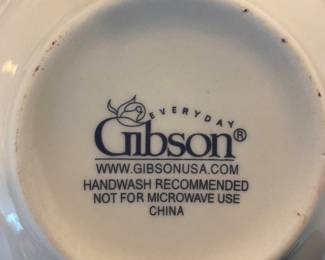 EVERYDAY
Gibson®
WWW.GIBSONUSA.COM
HANDWASH RECOMMENDED
NOT FOR MICROWAVE USE
CHINA